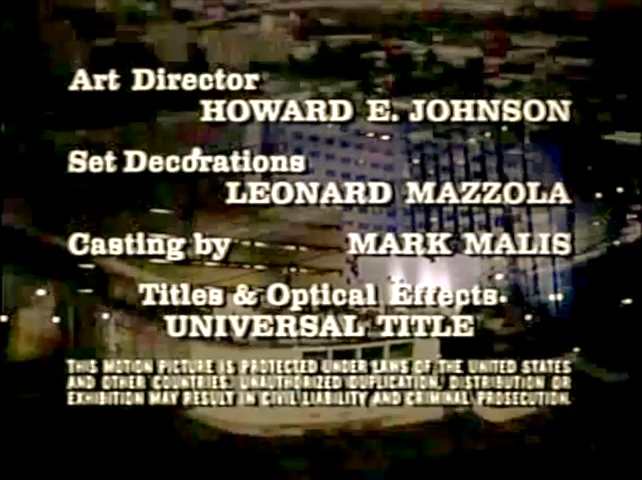 Art Director
HOWARD E. JOHNSON
Set Decorations
LEONARD MAZZOLA
Casting by MARK MALIS
Titles & Optical Effects
UNIVERSAL TITLE
THIS MOTION PICTURE IS PROTECTED UNDER LAWS OF THE UNITED STATES
AND OTHER COUNTRIES. UNAUTHORIZED DUPLICATION, DISTRIBUTION OR
EXHIBITION MAY RESULT IN CIVIL LIABILITY AND CRIMINAL PROSECUTION.